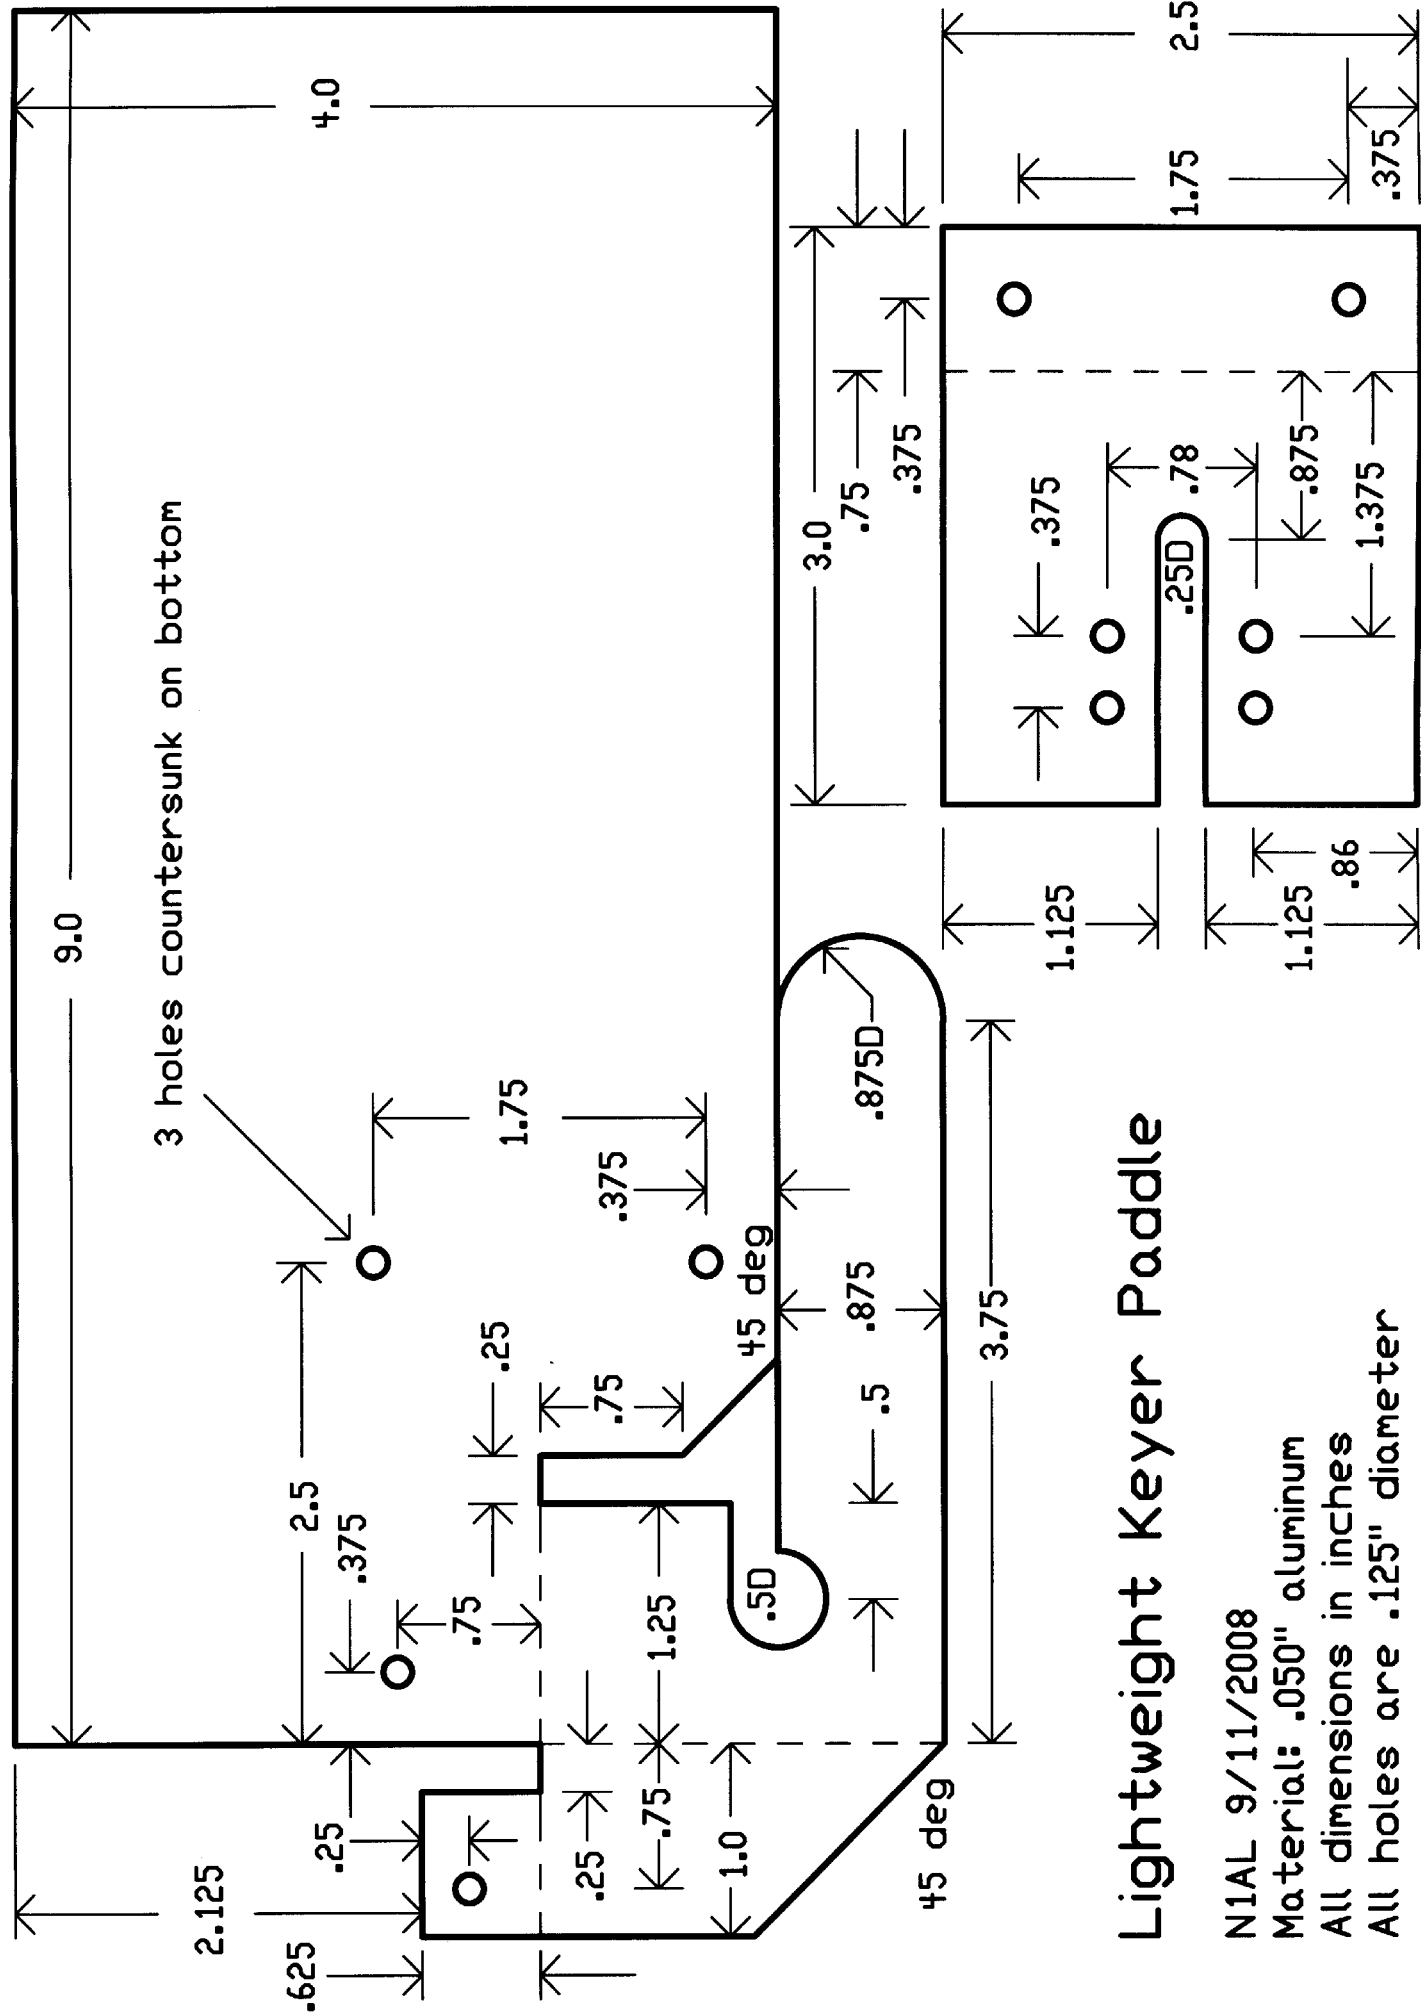 9.0
4.0
3 holes countersunk on bottom
2.5
1.75
.375
.375
.75
.25
.75
45 deg
1.25
.5D
.875
.5
.875D
3.75
2.125
.625
.25
.25
.75
1.0
45 deg
3.0
.75
.375
2.5
1.75
.375
.375
.78
.25D
.875
1.375
1.125
1.125
.86
Lightweight Keyer Paddle
N1AL 9/11/2008
Material: .050" aluminum
All dimensions in inches
All holes are .125" diameter